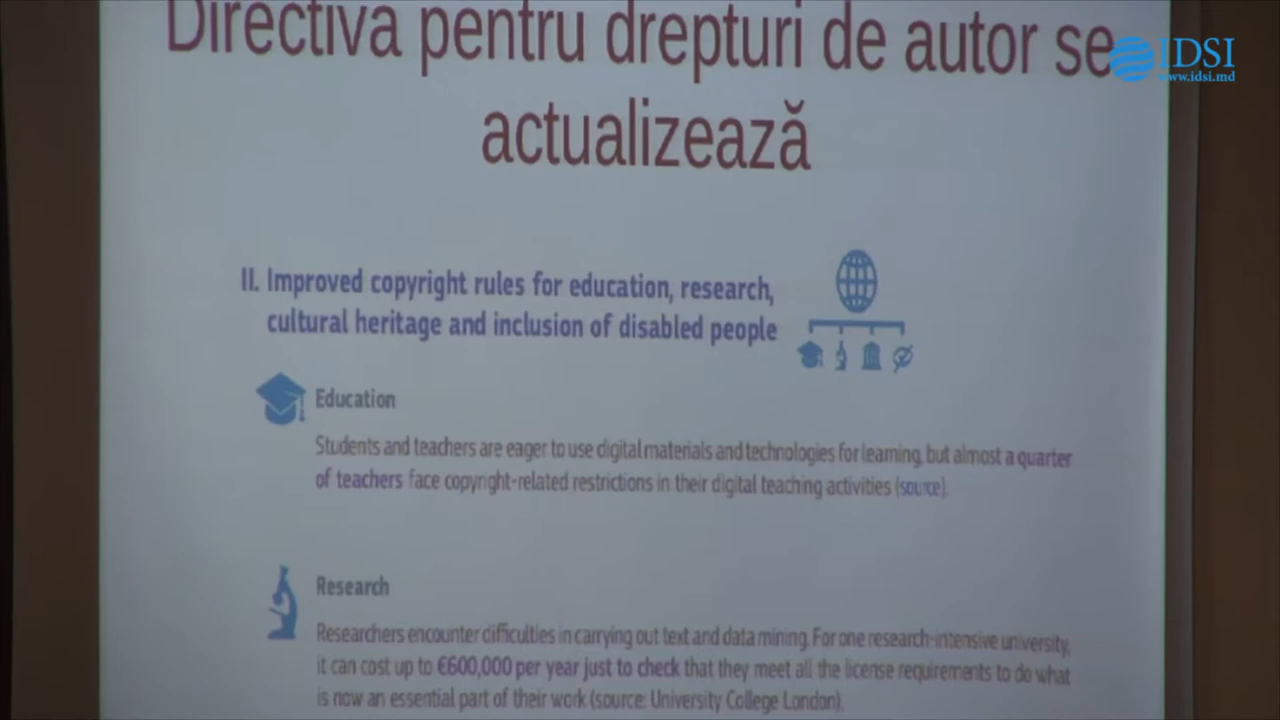 Directiva pentru drepturi de autor se
actualizează
IDSI
www.idsi.md
II. Improved copyright rules for education, research,
cultural heritage and inclusion of disabled people
Education
Students and teachers are eager to use digital materials and technologies for learning, but almost a quarter
of teachers face copyright-related restrictions in their digital teaching activities (source).
Research
Researchers encounter difficulties in carrying out text and data mining. For one research-intensive university,
it can cost up to €600,000 per year just to check that they meet all the license requirements to do what
is now an essential part of their work (source: University College London).